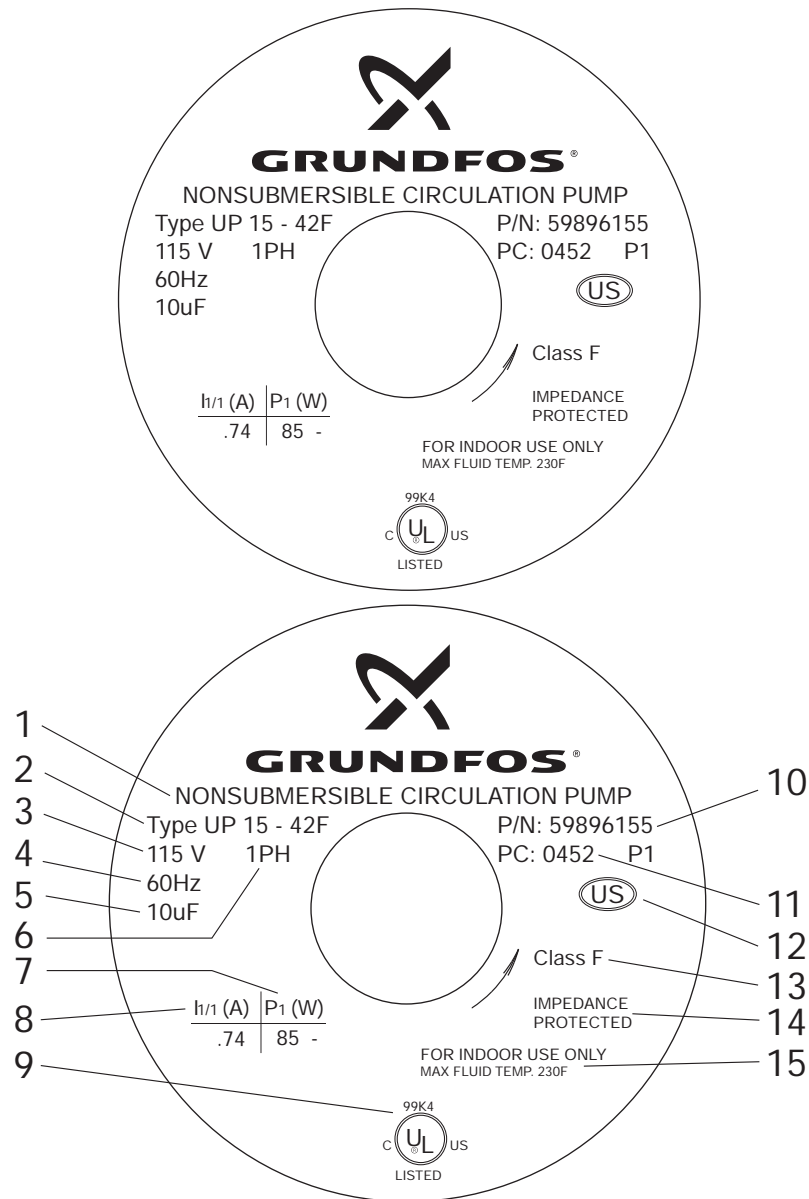 GRUNDFOS®
NONSUBMERSIBLE CIRCULATION PUMP
Type UP 15 - 42F P/N: 59896155
115 V 1PH PC: 0452 P1
60Hz US
10uF
Class F
I1/1 (A) P1 (W) IMPEDANCE
PROTECTED
.74 85 -
FOR INDOOR USE ONLY
MAX FLUID TEMP. 230F
99K4
C UL® US
LISTED
1
GRUNDFOS®
2 NONSUBMERSIBLE CIRCULATION PUMP 10
3 Type UP 15 - 42F P/N: 59896155
4 115 V 1PH PC: 0452 P1
60Hz US
5 10uF 11
6 12
7 Class F 13
8 I1/1 (A) P1 (W) IMPEDANCE 14
PROTECTED
.74 85 -
9 FOR INDOOR USE ONLY 15
MAX FLUID TEMP. 230F
99K4
C UL® US
LISTED